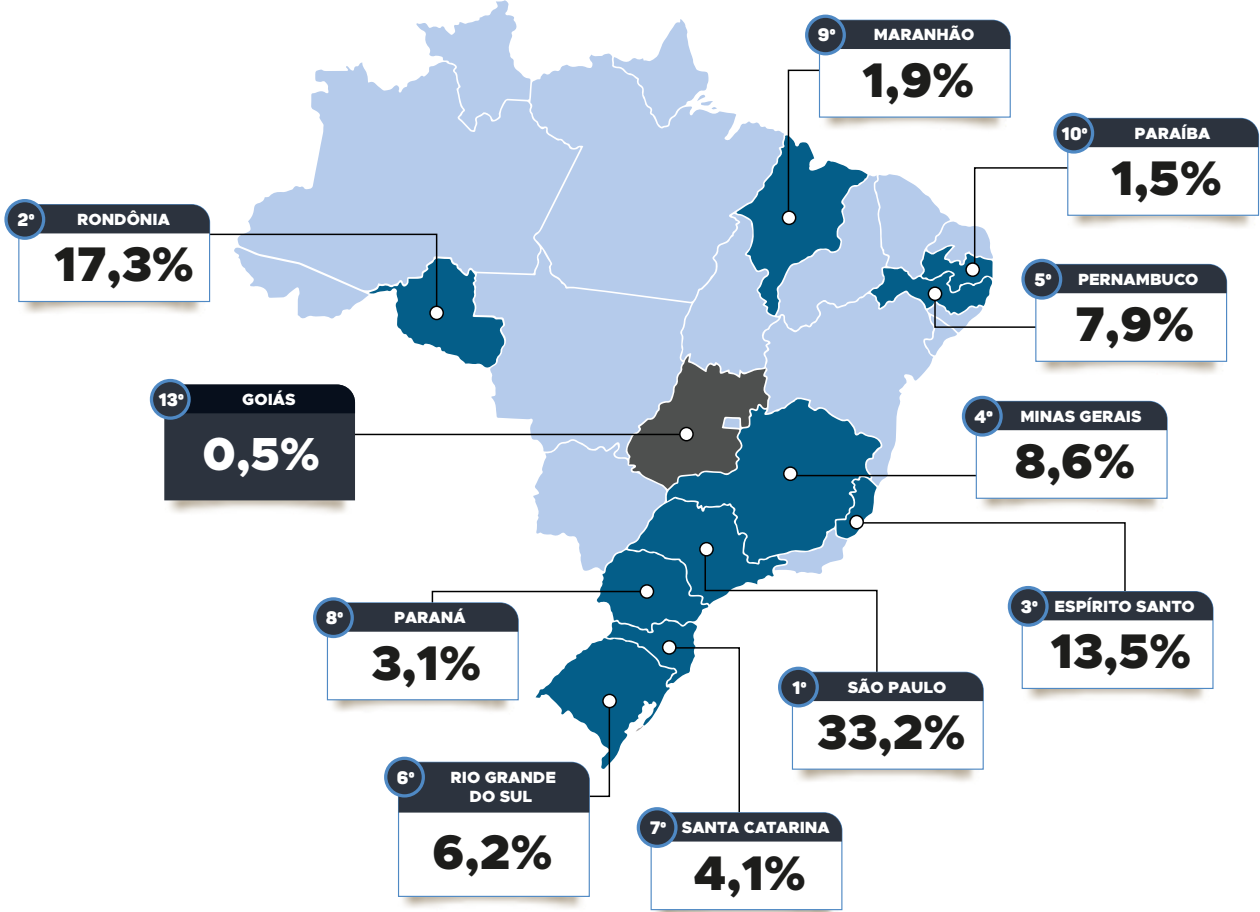 9º MARANHÃO
1,9%
10º PARAÍBA
1,5%
2º RONDÔNIA
17,3%
5º PERNAMBUCO
7,9%
13º GOIÁS
0,5%
4º MINAS GERAIS
8,6%
3º ESPÍRITO SANTO
13,5%
8º PARANÁ
3,1%
1º SÃO PAULO
33,2%
6º RIO GRANDE
DO SUL
6,2%
7º SANTA CATARINA
4,1%